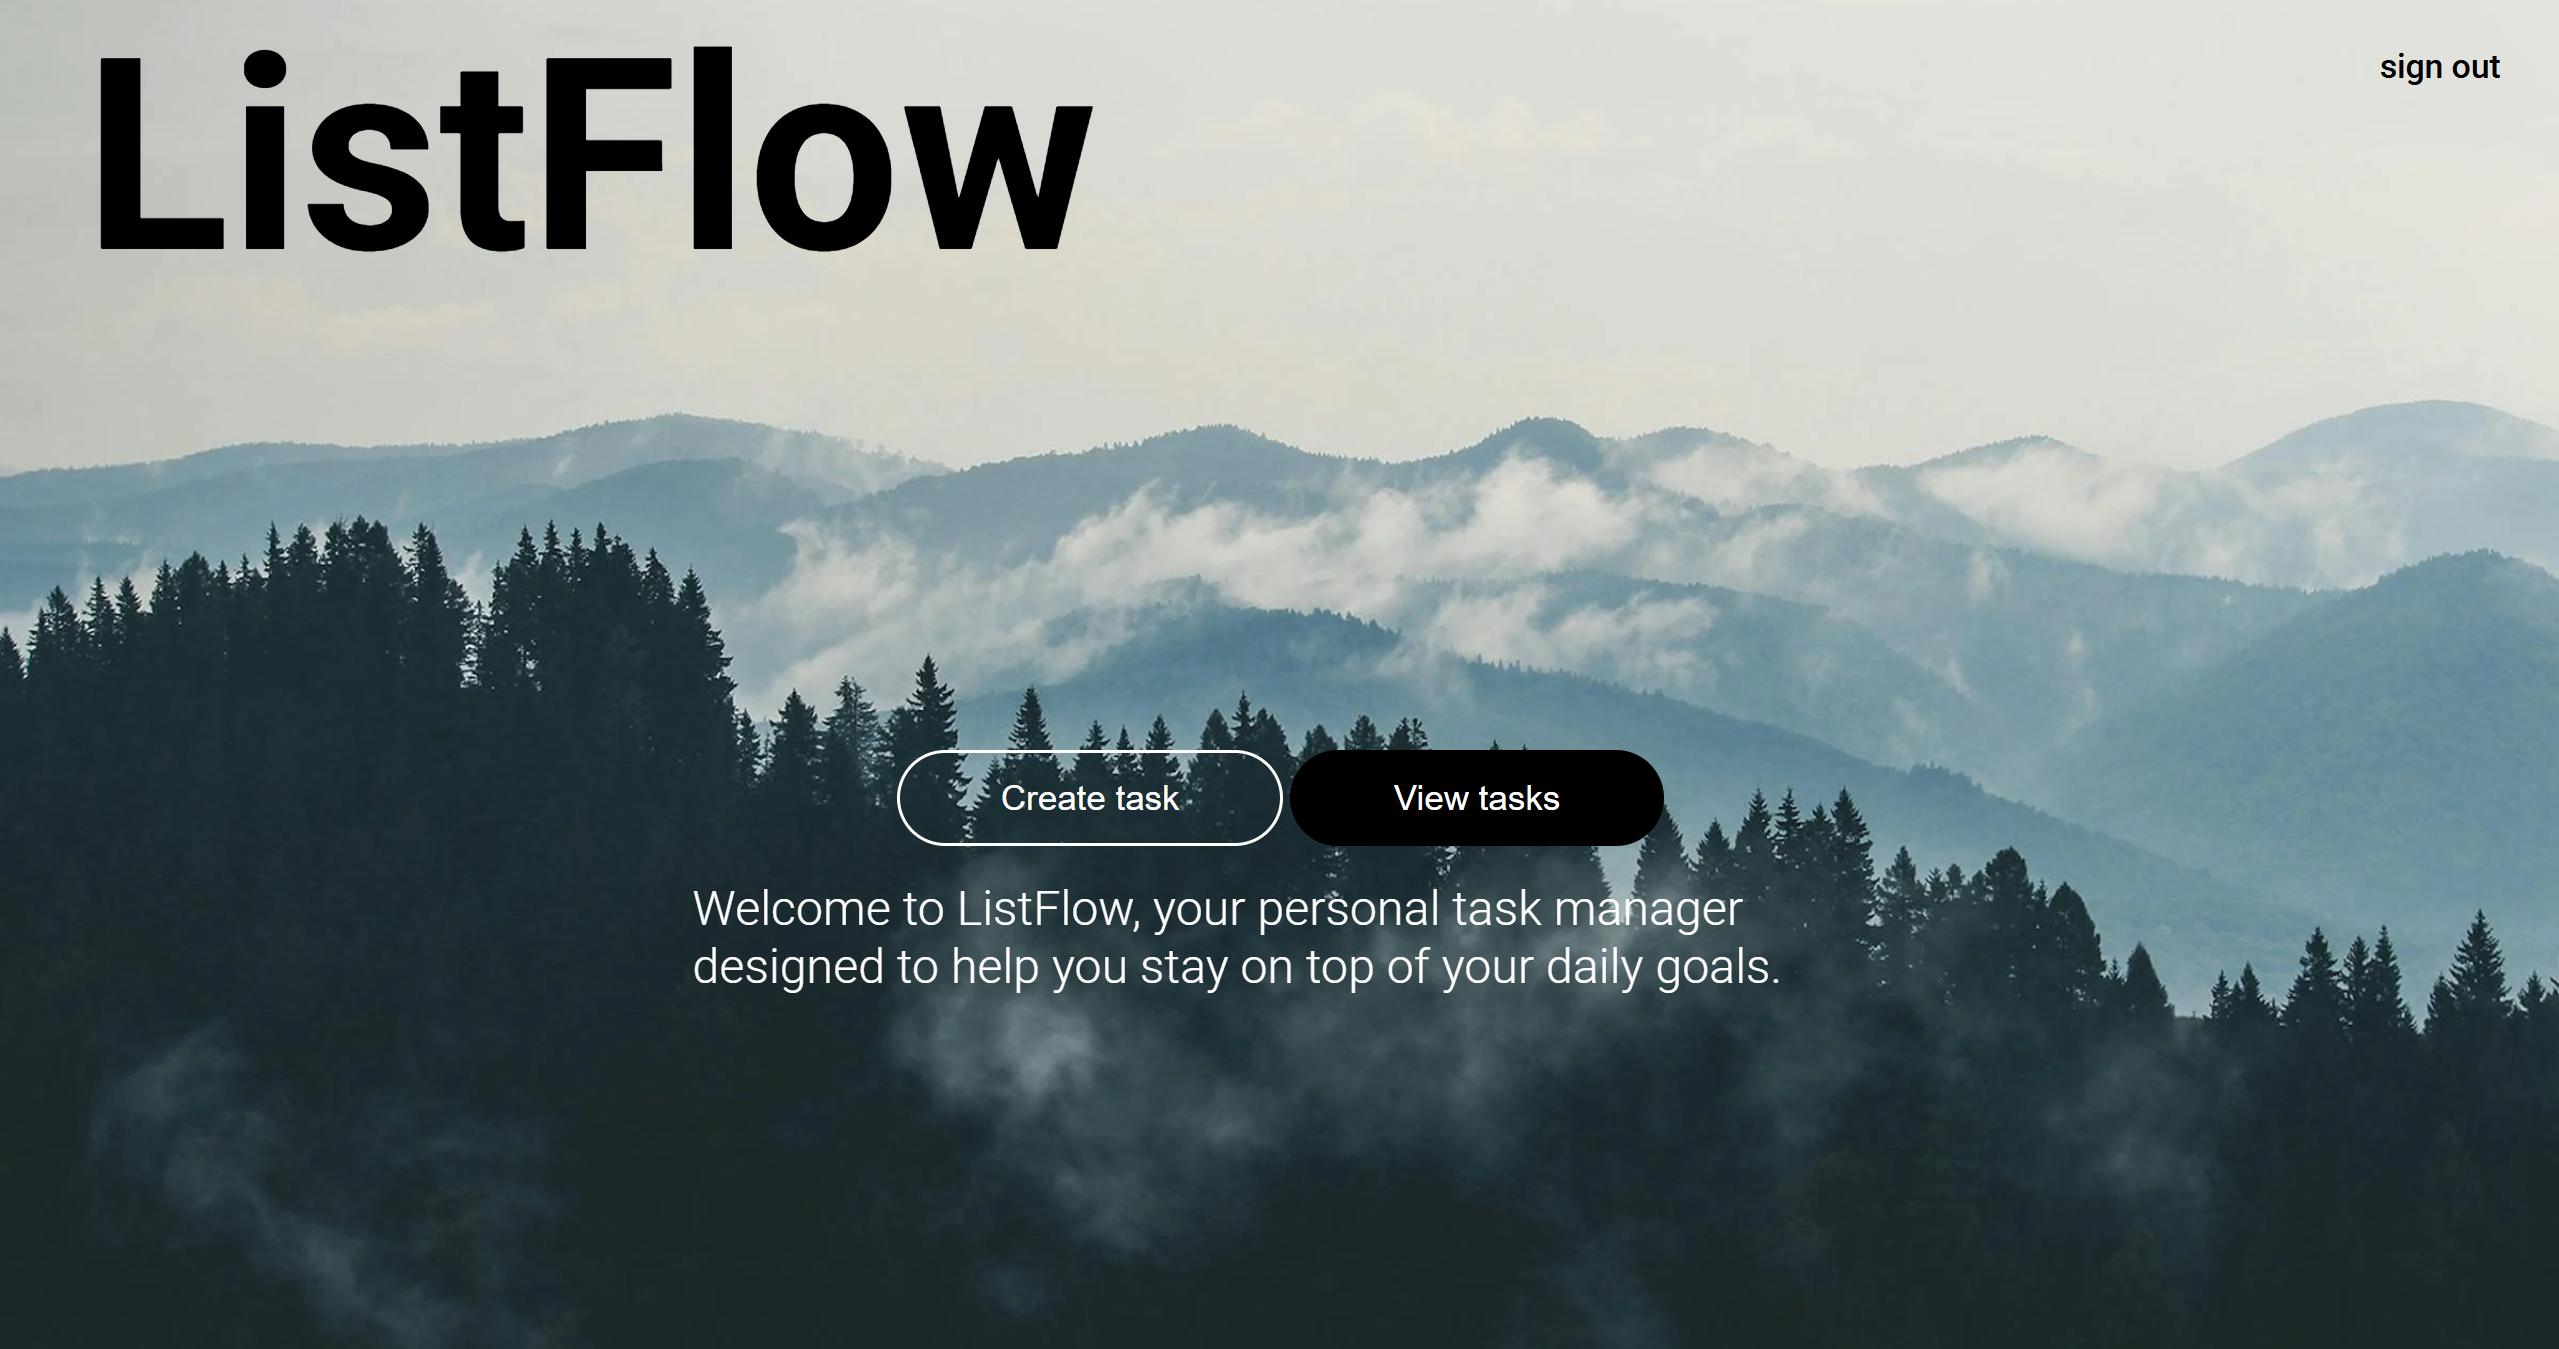 ListFlow
sign out
Create task
View tasks
Welcome to ListFlow, your personal task manager
designed to help you stay on top of your daily goals.